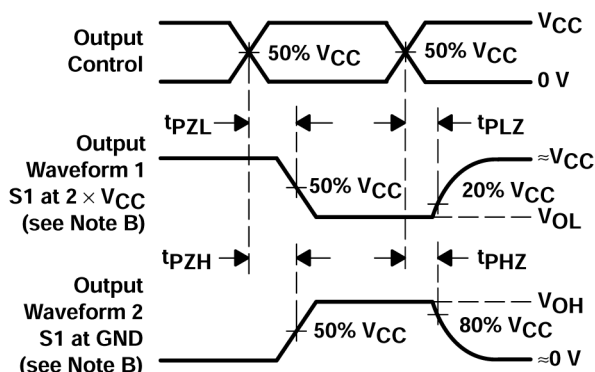 Output
Control
50% VCC
50% VCC
VCC
0 V
tPZL
tPLZ
Output
Waveform 1
S1 at 2 × VCC
(see Note B)
50% VCC
≈VCC
20% VCC
VOL
tPZH
tPHZ
Output
Waveform 2
S1 at GND
(see Note B)
50% VCC
VOH
80% VCC
≈0 V